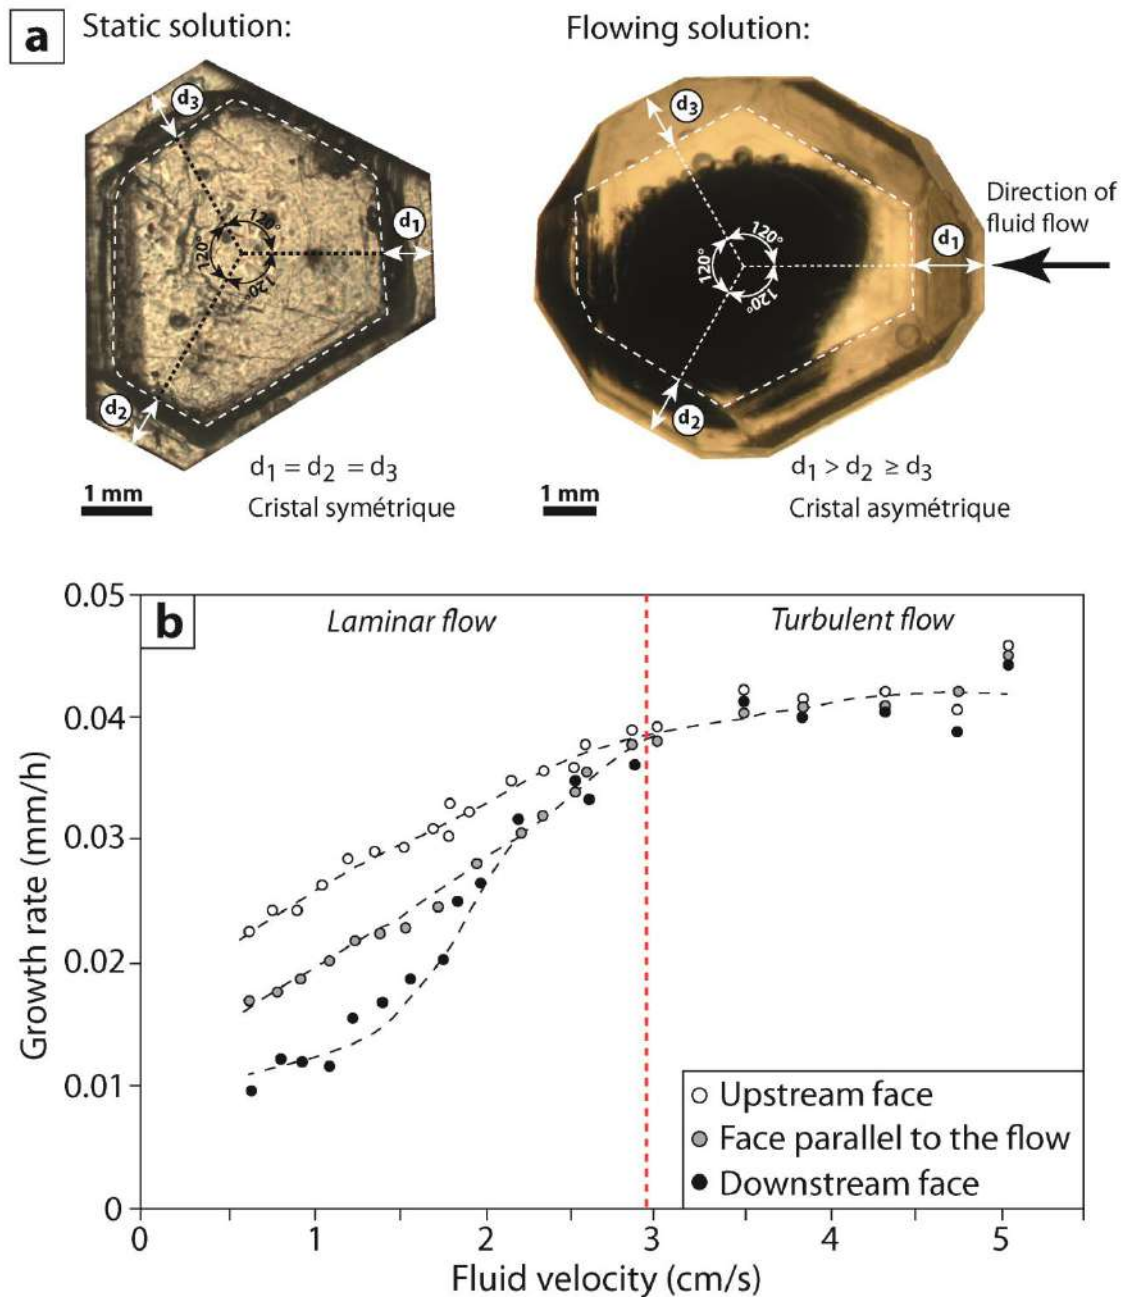 a
Static solution:
Flowing solution:
d3
d3
Direction of
fluid flow
120°
120°
120°
d1
120°
120°
120°
d1
d2
d2
d1 = d2 = d3
Cristal symétrique
1 mm
d1 > d2 ≥ d3
Cristal asymétrique
1 mm
b
Laminar flow
Turbulent flow
0.05
0.04
0.03
0.02
0.01
0
Growth rate (mm/h)
Upstream face
Face parallel to the flow
Downstream face
0 1 2 3 4 5
Fluid velocity (cm/s)